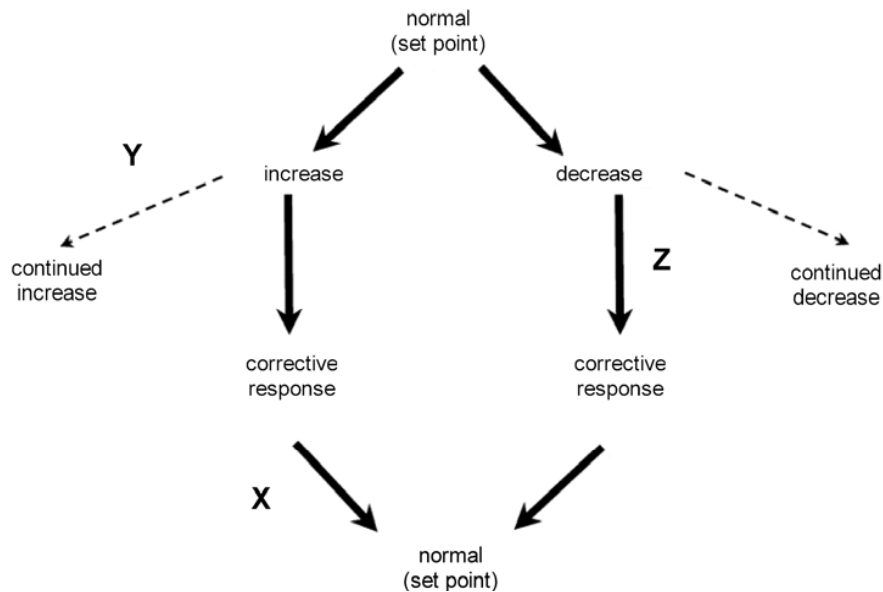 normal
(set point)
Y
increase
decrease
continued
increase
Z
continued
decrease
corrective
response
corrective
response
X
normal
(set point)